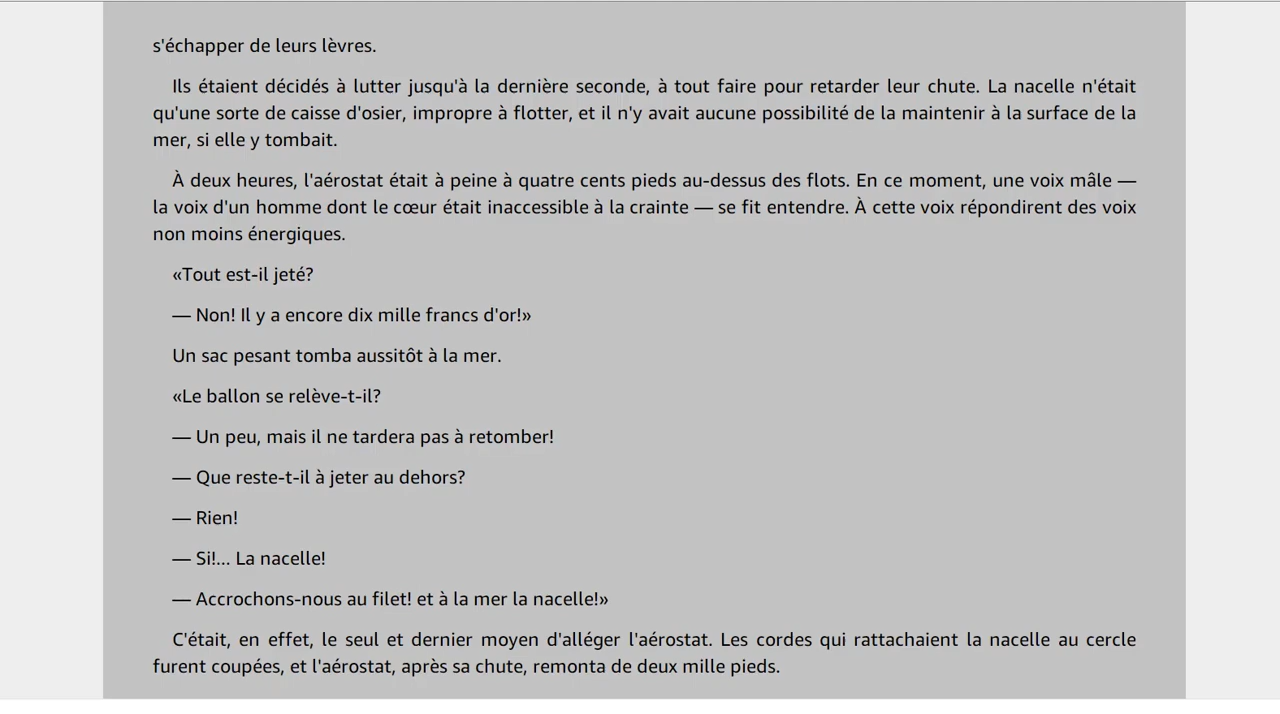 s'échapper de leurs lèvres.
Ils étaient décidés à lutter jusqu'à la dernière seconde, à tout faire pour retarder leur chute. La nacelle n'était
qu'une sorte de caisse d'osier, impropre à flotter, et il n'y avait aucune possibilité de la maintenir à la surface de la
mer, si elle y tombait.
À deux heures, l'aérostat était à peine à quatre cents pieds au-dessus des flots. En ce moment, une voix mâle —
la voix d'un homme dont le cœur était inaccessible à la crainte — se fit entendre. À cette voix répondirent des voix
non moins énergiques.
«Tout est-il jeté?
— Non! Il y a encore dix mille francs d'or!»
Un sac pesant tomba aussitôt à la mer.
«Le ballon se relève-t-il?
— Un peu, mais il ne tardera pas à retomber!
— Que reste-t-il à jeter au dehors?
— Rien!
— Si!... La nacelle!
— Accrochons-nous au filet! et à la mer la nacelle!»
C'était, en effet, le seul et dernier moyen d'alléger l'aérostat. Les cordes qui rattachaient la nacelle au cercle
furent coupées, et l'aérostat, après sa chute, remonta de deux mille pieds.